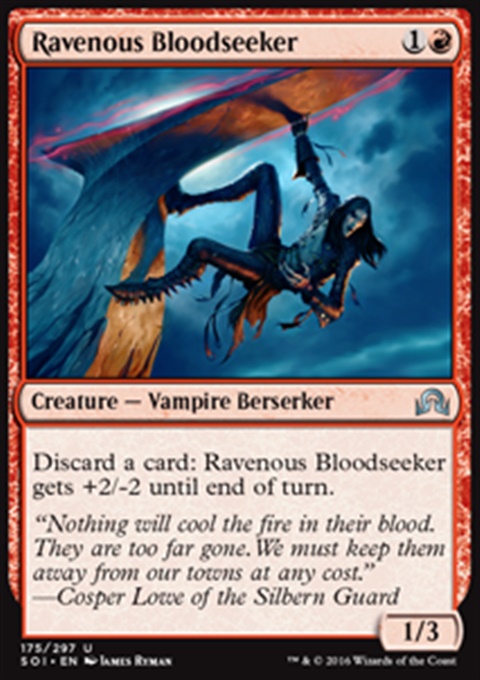 Ravenous Bloodseeker 1
Creature — Vampire Berserker
Discard a card: Ravenous Bloodseeker
gets +2/-2 until end of turn.
“Nothing will cool the fire in their blood.
They are too far gone. We must keep them
away from our towns at any cost.”
—Cosper Lowe of the Silbern Guard
1/3
175/297 U
SOI • EN James Ryman
™ & © 2016 Wizards of the Coast